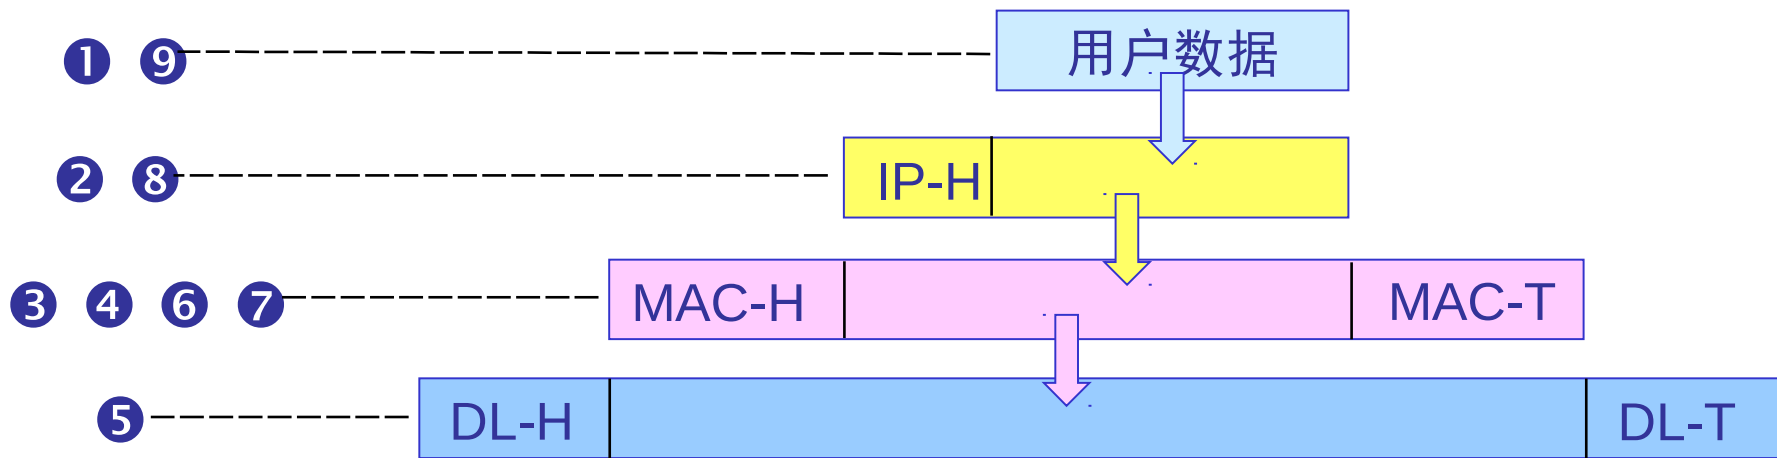 ❶ ❾ 用户数据
❷ ❽ IP-H
❸ ❹ ❻ ❼ MAC-H MAC-T
❺ DL-H DL-T